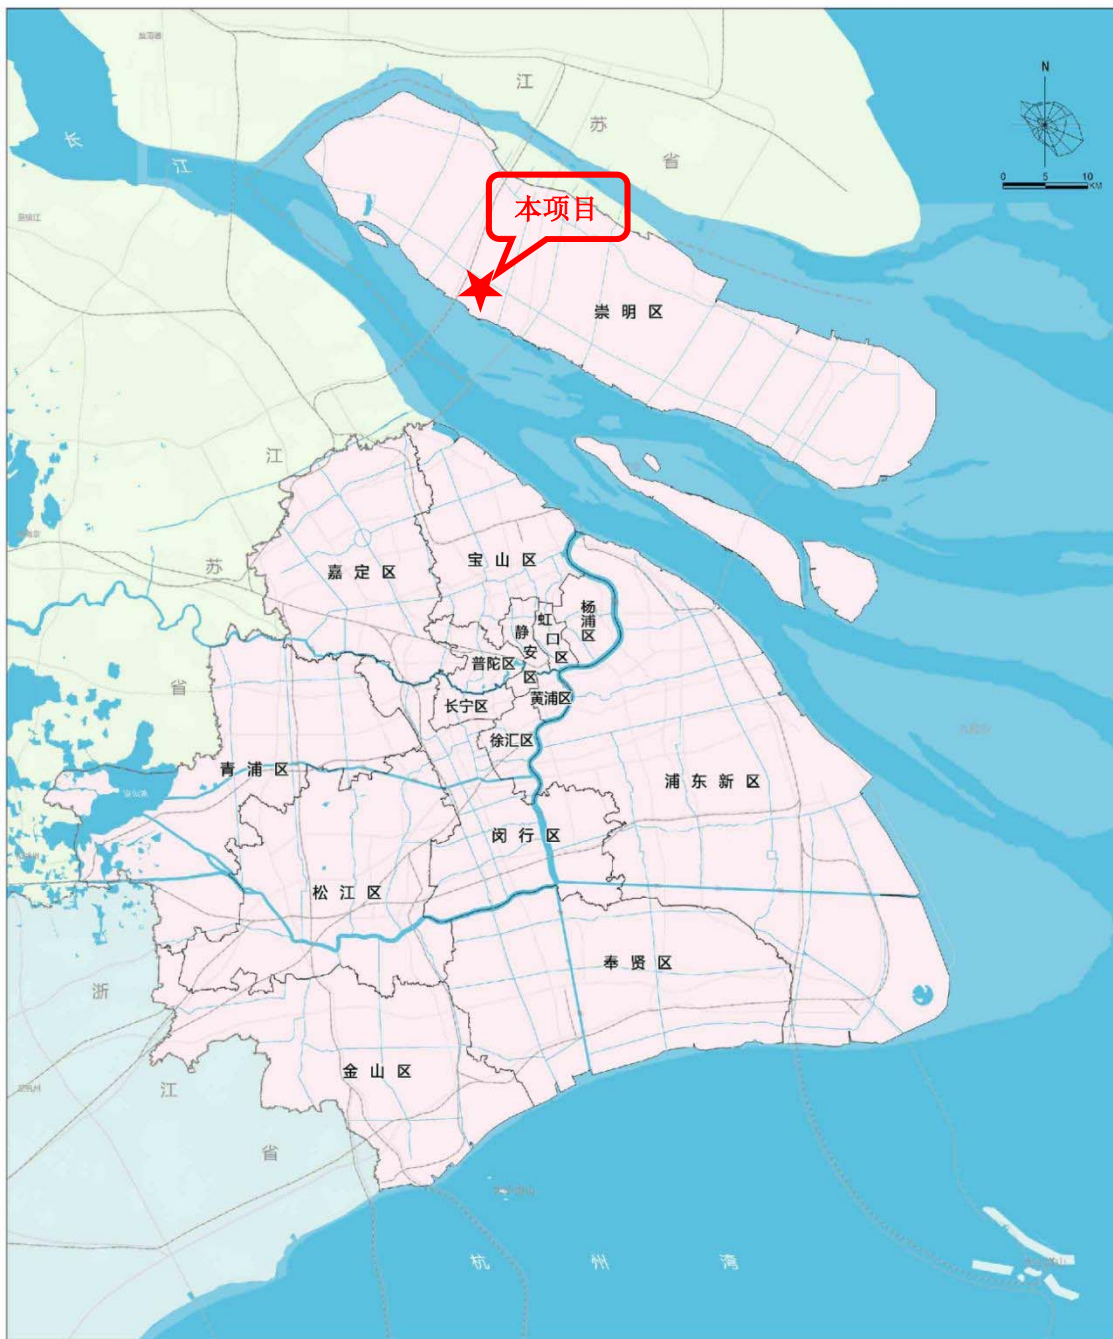 至南通
江
苏
省
N
0 5 10
KM
长
江
本项目
崇明区
江
苏
省
嘉定区
宝山区
杨浦区
虹口区
静安区
普陀区
长宁区
黄浦区
徐汇区
浦东新区
青浦区
闵行区
松江区
奉贤区
金山区
浙
江
省
杭州湾